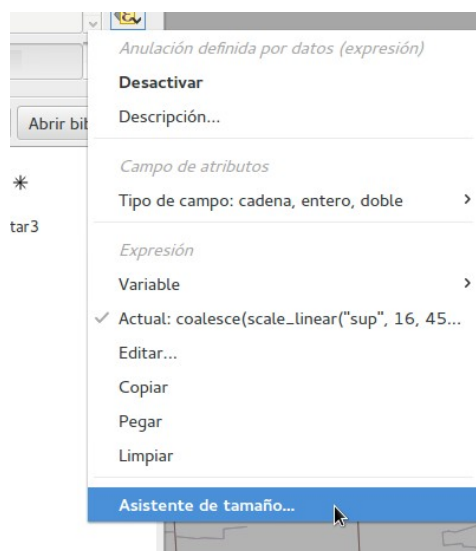 Anulación definida por datos (expresión)
Desactivar
Descripción...
Abrir bib
Campo de atributos
Tipo de campo: cadena, entero, doble
tar3
Expresión
Variable
Actual: coalesce(scale_linear("sup", 16, 45...
Editar...
Copiar
Pegar
Limpiar
Asistente de tamaño...